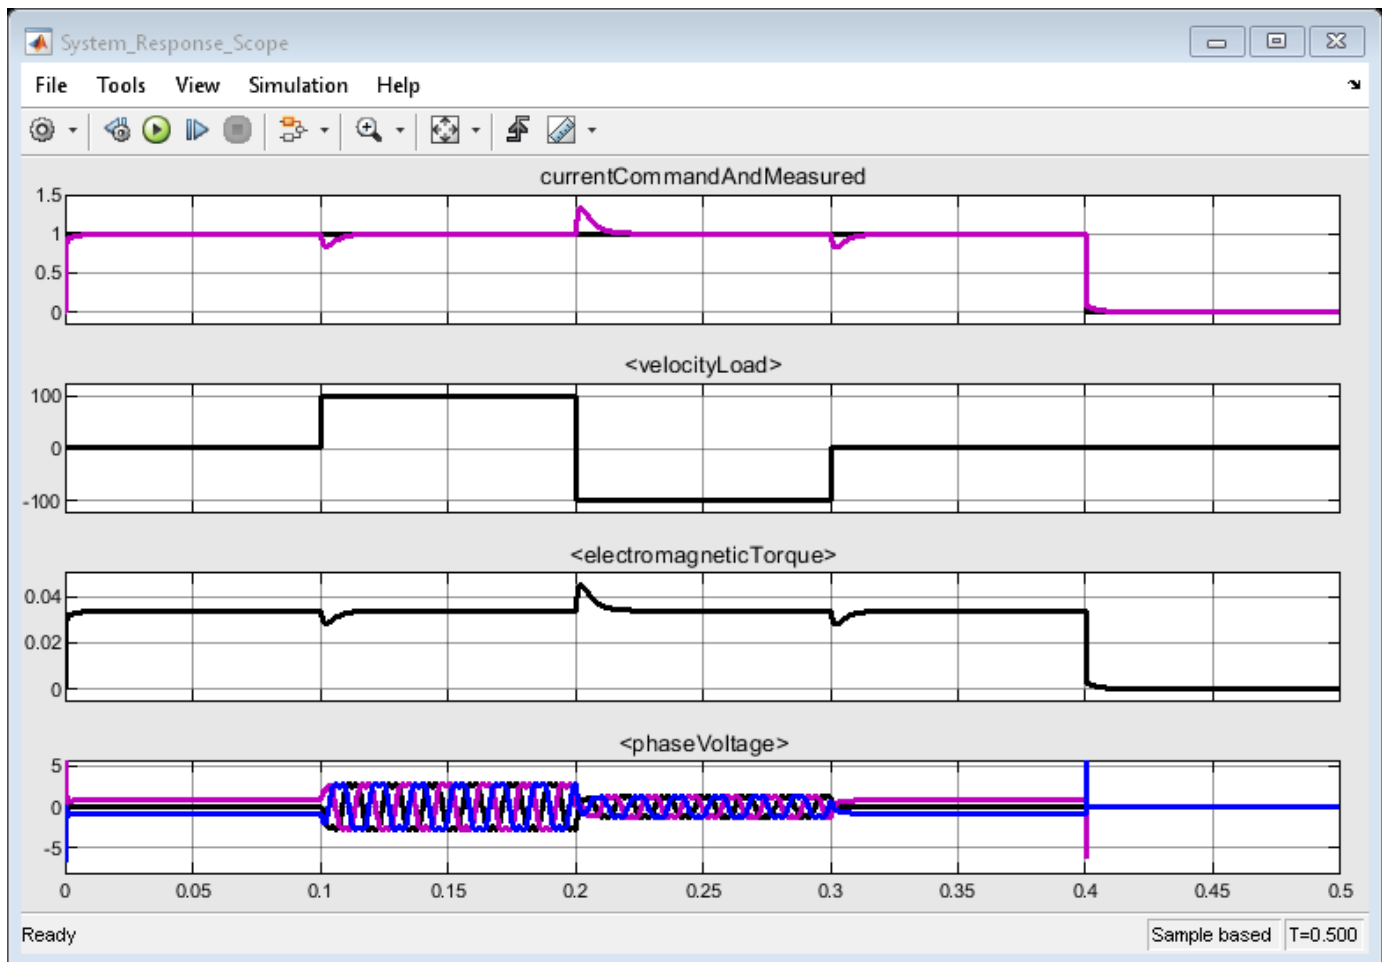 System_Response_Scope
File Tools View Simulation Help
currentCommandAndMeasured
1.5
1
0.5
0
<velocityLoad>
100
0
-100
<electromagneticTorque>
0.04
0.02
0
<phaseVoltage>
5
0
-5
0 0.05 0.1 0.15 0.2 0.25 0.3 0.35 0.4 0.45 0.5
Ready Sample based T=0.500